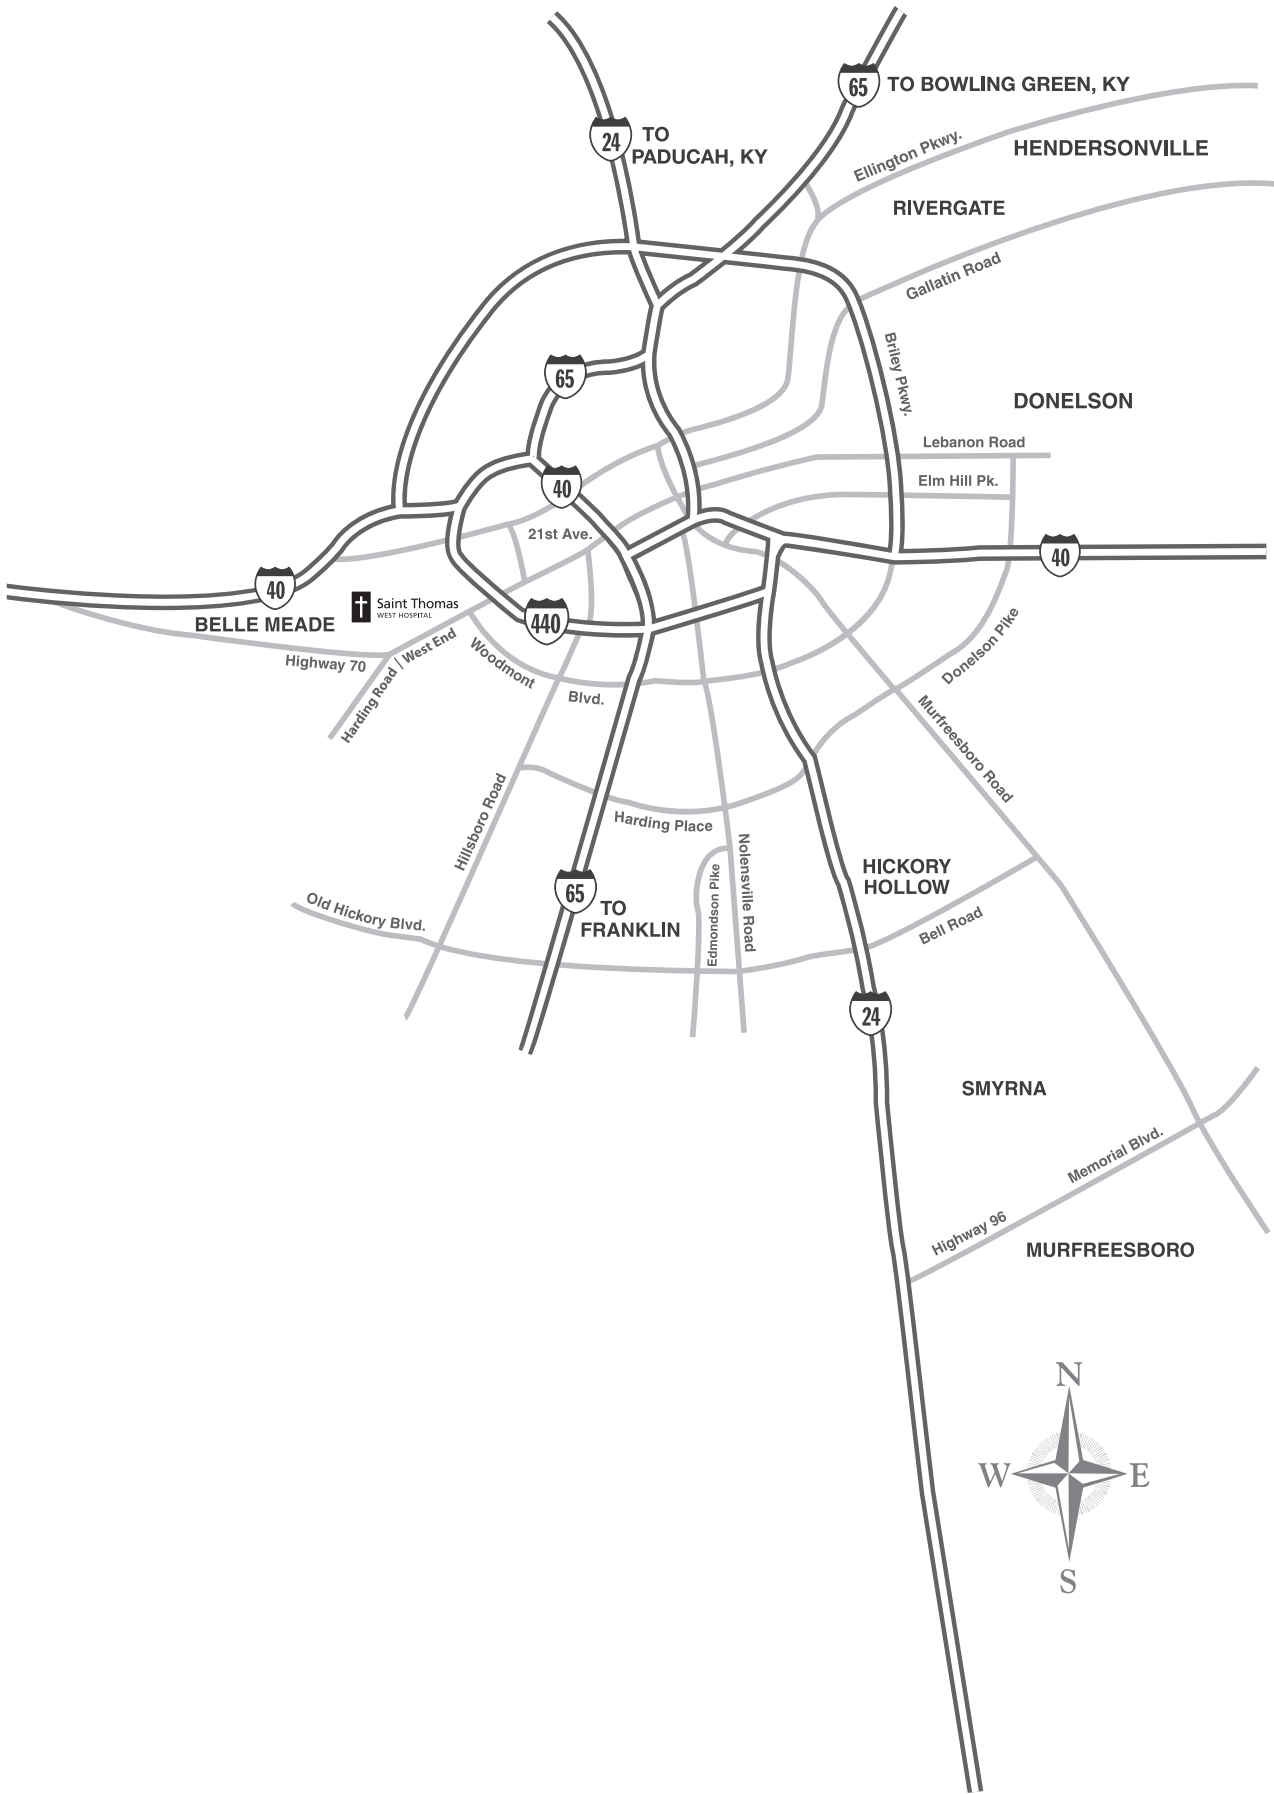 65
TO BOWLING GREEN, KY
24
TO
PADUCAH, KY
Ellington Pkwy.
HENDERSONVILLE
RIVERGATE
Gallatin Road
Briley Pkwy.
65
DONELSON
Lebanon Road
Elm Hill Pk.
40
21st Ave.
40
40
Saint Thomas
WEST HOSPITAL
440
BELLE MEADE
Highway 70
Harding Road | West End
Woodmont
Blvd.
Donelson Pike
Murfreesboro Road
Hillsboro Road
Harding Place
Nolensville Road
Edmondson Pike
HICKORY
HOLLOW
65
TO
FRANKLIN
Old Hickory Blvd.
Bell Road
24
SMYRNA
Memorial Blvd.
Highway 96
MURFREESBORO
N
W
E
S